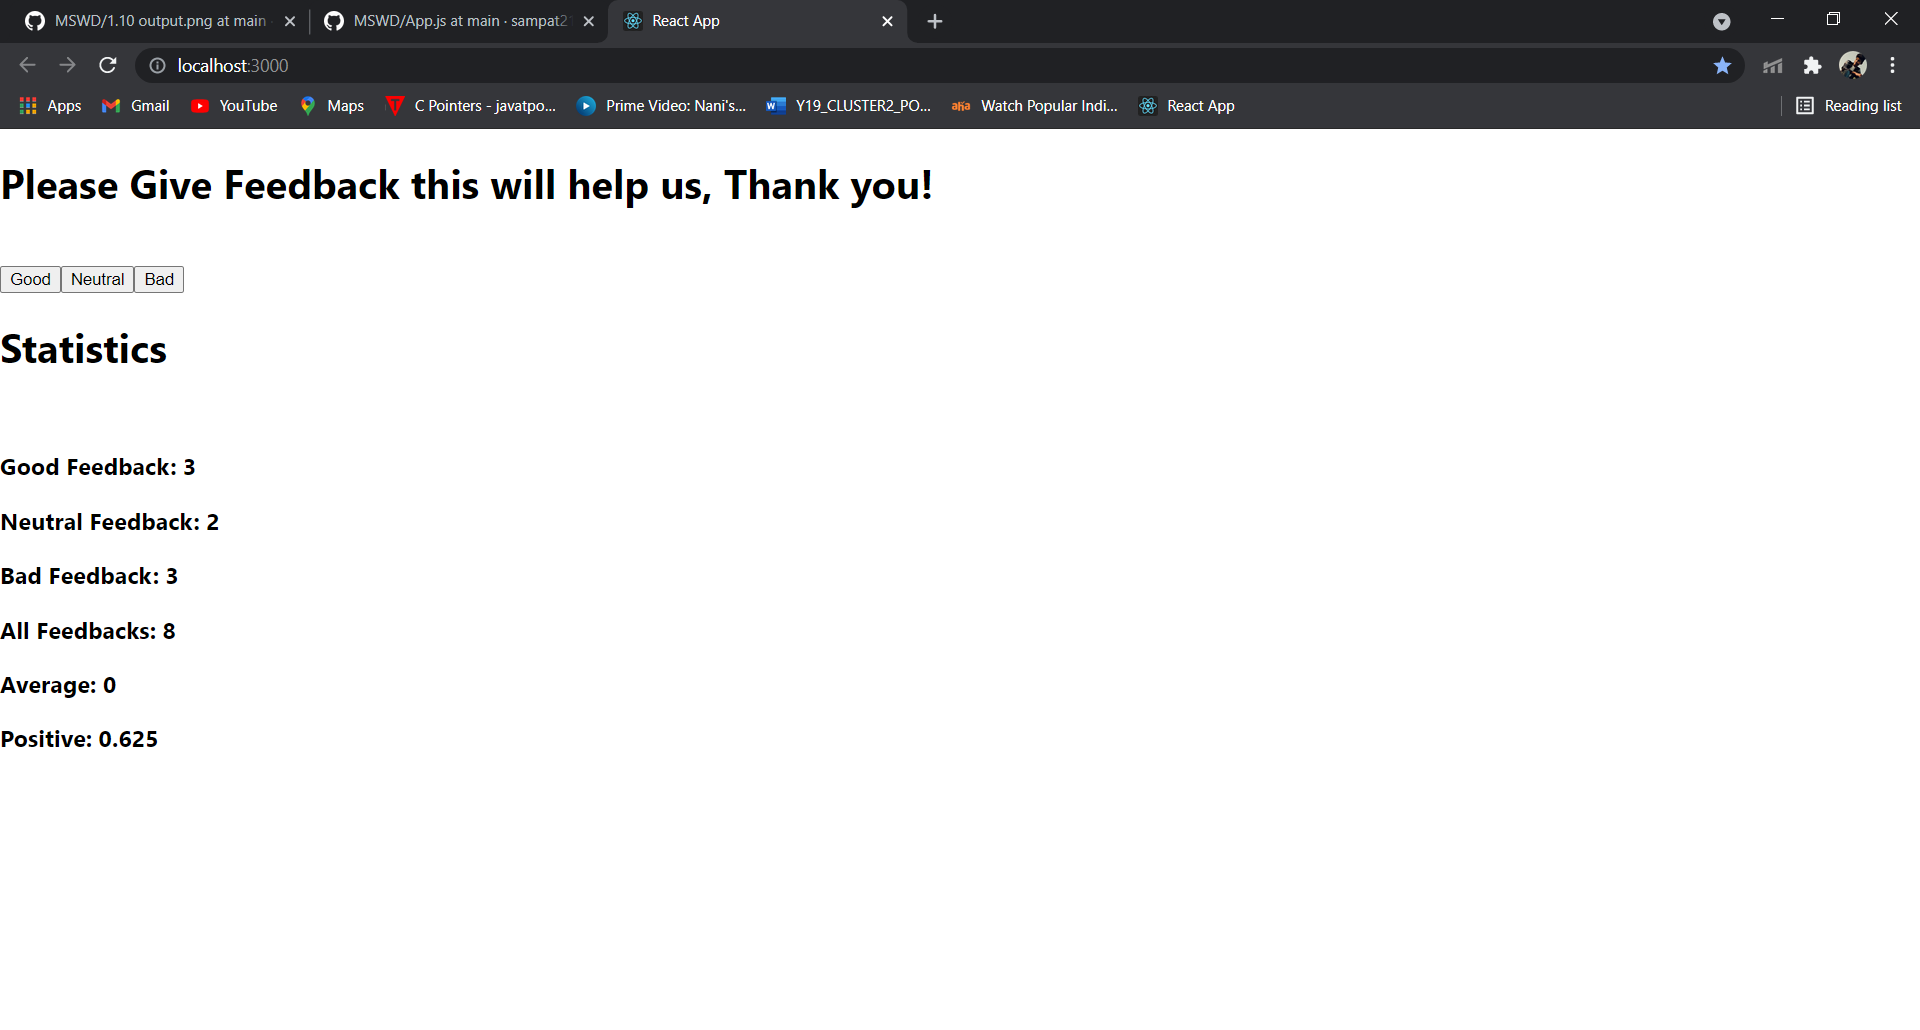 MSWD/1.10 output.png at main
MSWD/App.js at main · sampat2
React App
localhost:3000
Apps
Gmail
YouTube
Maps
C Pointers - javatpo...
Prime Video: Nani's...
Y19_CLUSTER2_PO...
aha
Watch Popular Indi...
React App
Reading list
Please Give Feedback this will help us, Thank you!
Good Neutral Bad
Statistics
Good Feedback: 3
Neutral Feedback: 2
Bad Feedback: 3
All Feedbacks: 8
Average: 0
Positive: 0.625